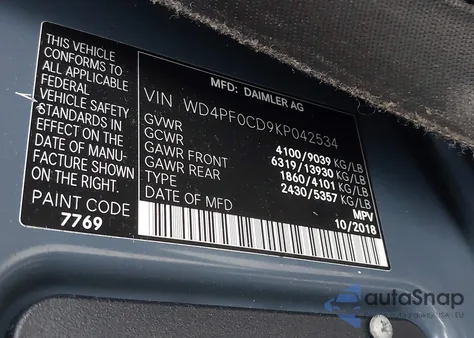 THIS VEHICLE
CONFORMS TO
ALL APPLICABLE
FEDERAL
VEHICLE SAFETY
STANDARDS IN
EFFECT ON THE
DATE OF MANU-
FACTURE SHOWN
ON THE RIGHT.
PAINT CODE
7769
MFD: DAIMLER AG
VIN WD4PF0CD9KP042534
GVWR 4100/9039 KG/LB
GCWR 6319/13930 KG/LB
GAWR FRONT 1860/4101 KG/LB
GAWR REAR 2430/5357 KG/LB
TYPE MPV
DATE OF MFD 10/2018
autoSnap